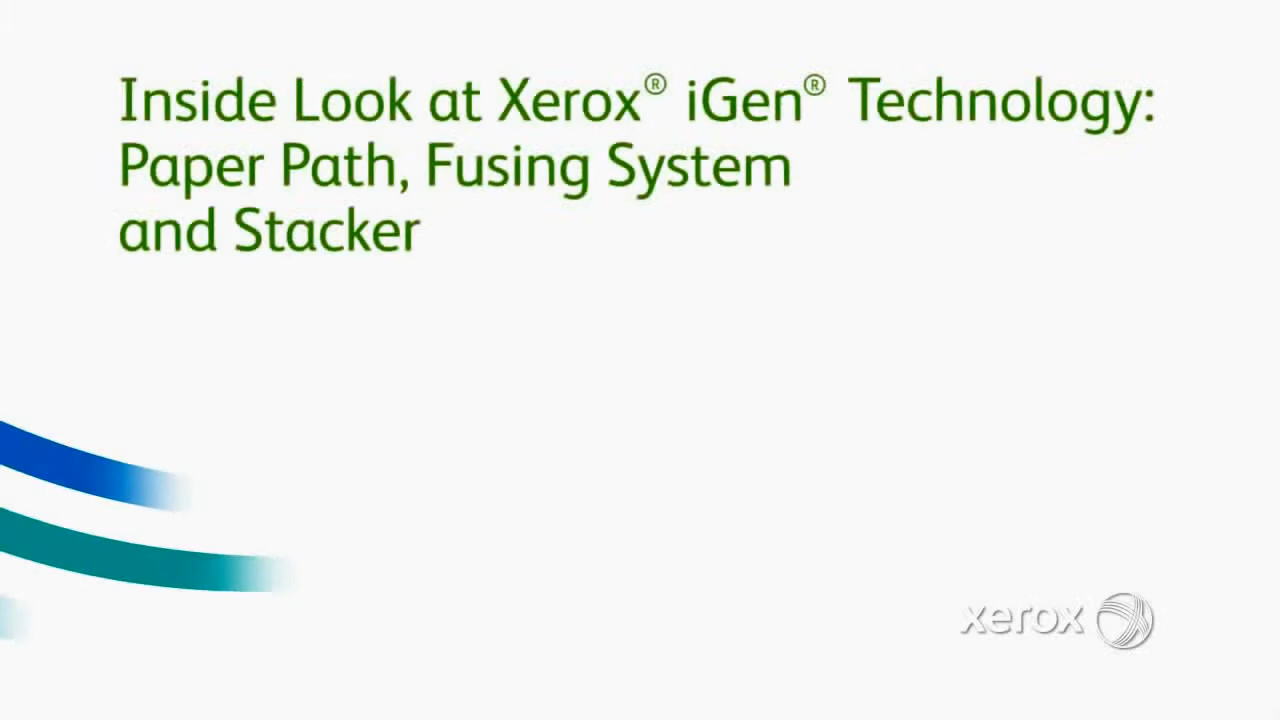 Inside Look at Xerox® iGen® Technology:
Paper Path, Fusing System
and Stacker
xerox